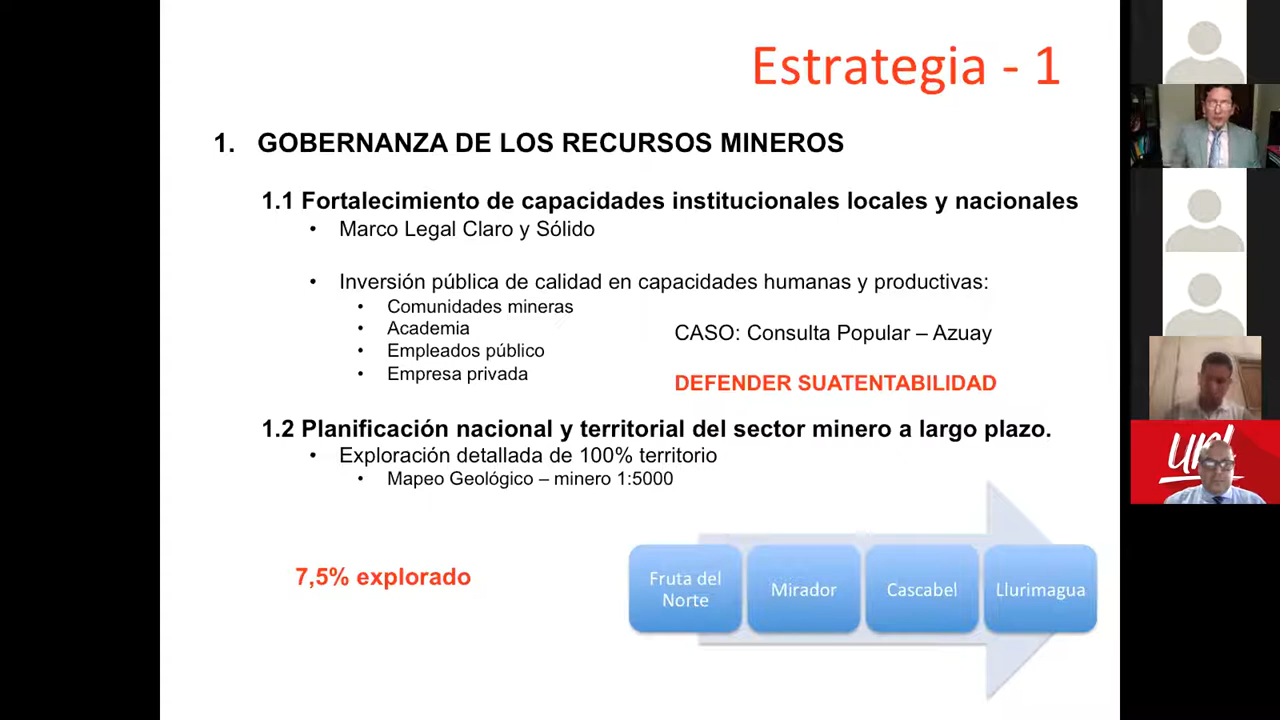 Estrategia - 1
1. GOBERNANZA DE LOS RECURSOS MINEROS
1.1 Fortalecimiento de capacidades institucionales locales y nacionales
• Marco Legal Claro y Sólido
• Inversión pública de calidad en capacidades humanas y productivas:
• Comunidades mineras
• Academia
• Empleados público
• Empresa privada
CASO: Consulta Popular – Azuay
DEFENDER SUATENTABILIDAD
1.2 Planificación nacional y territorial del sector minero a largo plazo.
• Exploración detallada de 100% territorio
• Mapeo Geológico – minero 1:5000
7,5% explorado
Fruta del
Norte
Mirador
Cascabel
Llurimagua